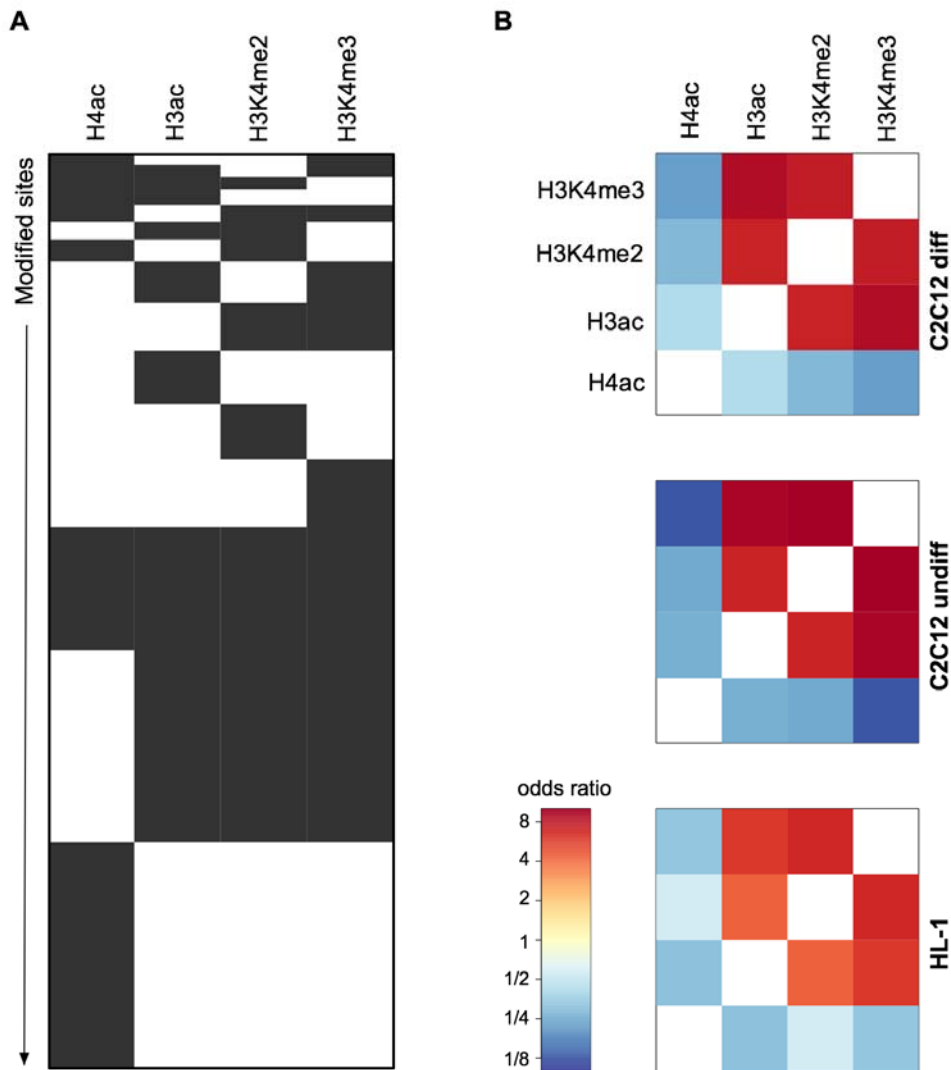 A
H4ac
H3ac
H3K4me2
H3K4me3
Modified sites
B
H4ac
H3ac
H3K4me2
H3K4me3
H3K4me3
H3K4me2
H3ac
H4ac
C2C12 diff
C2C12 undiff
odds ratio
8
4
2
1
1/2
1/4
1/8
HL-1